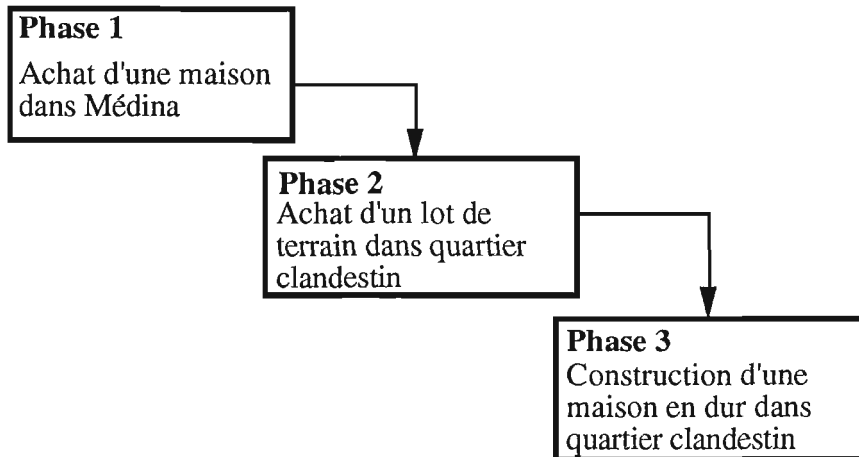 Phase 1
Achat d'une maison
dans Médina
Phase 2
Achat d'un lot de
terrain dans quartier
clandestin
Phase 3
Construction d'une
maison en dur dans
quartier clandestin